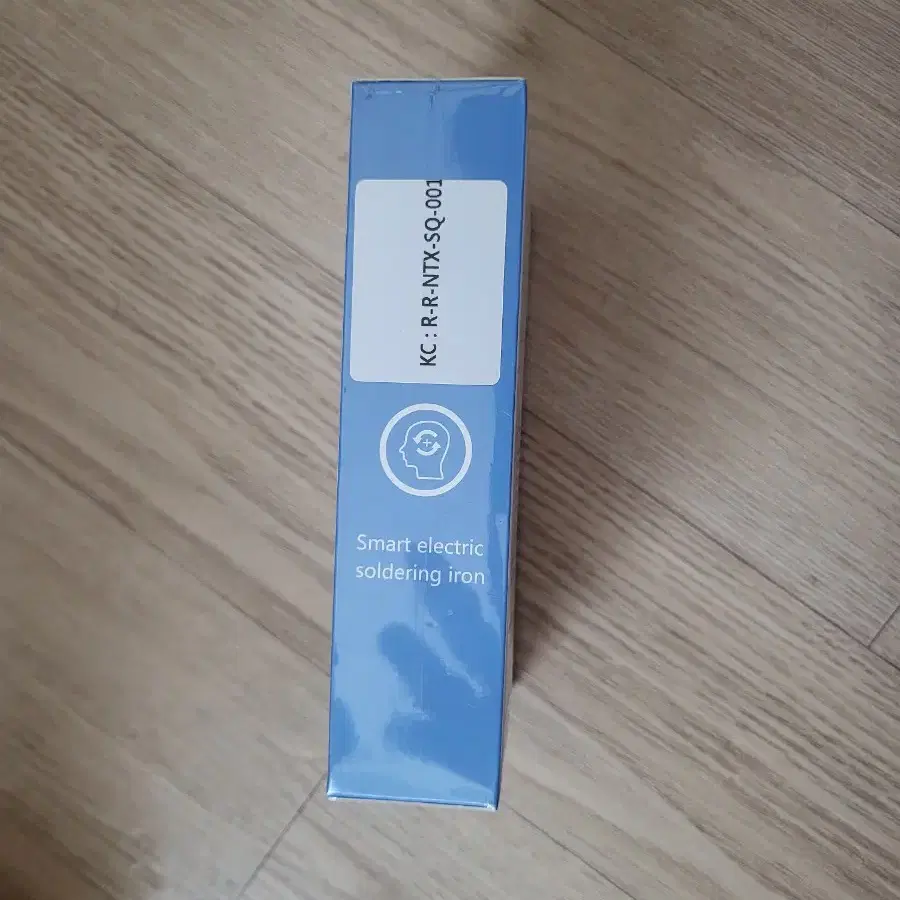 KC : R-R-NTX-SQ-001
Smart electric
soldering iron